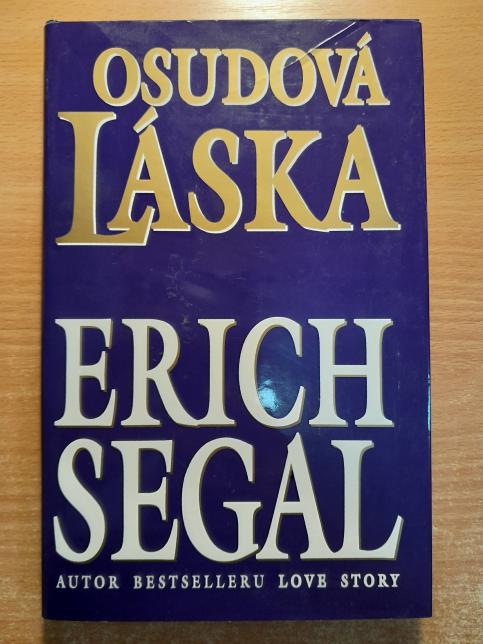 OSUDOVÁ
LÁSKA
ERICH
SEGAL
AUTOR BESTSELLERU LOVE STORY